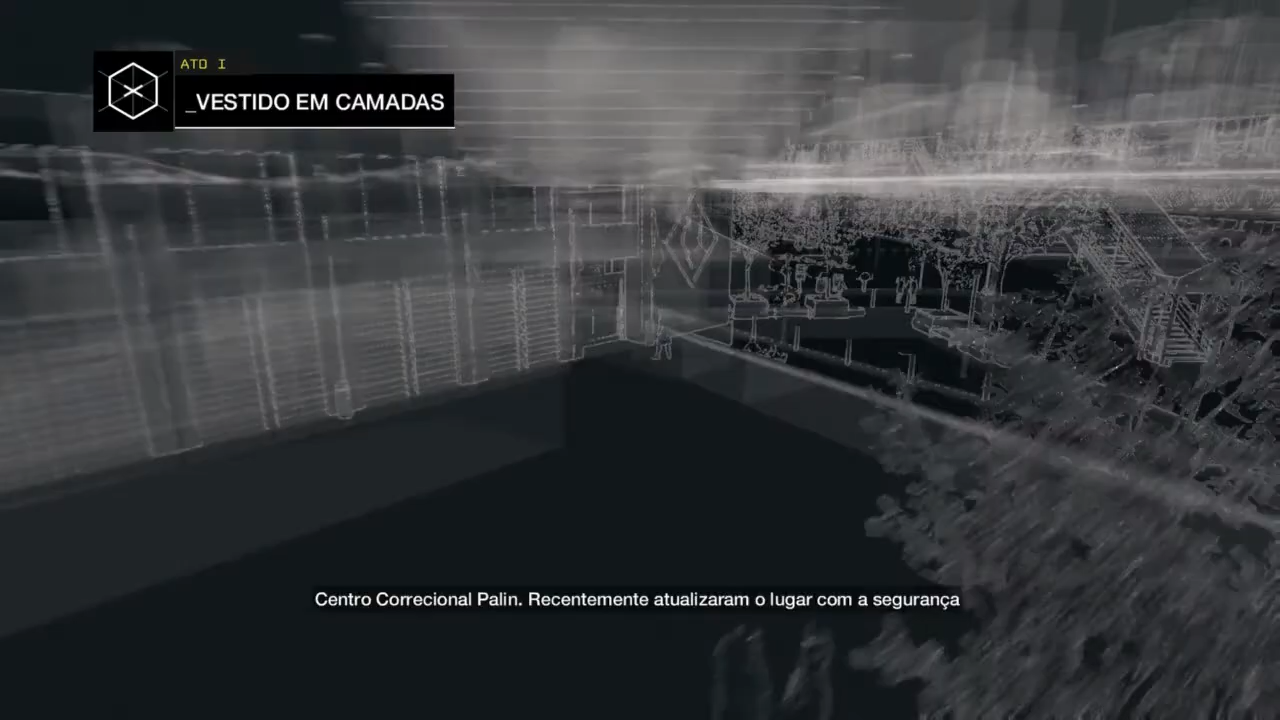 ATO I
_VESTIDO EM CAMADAS
Centro Correcional Palin. Recentemente atualizaram o lugar com a segurança